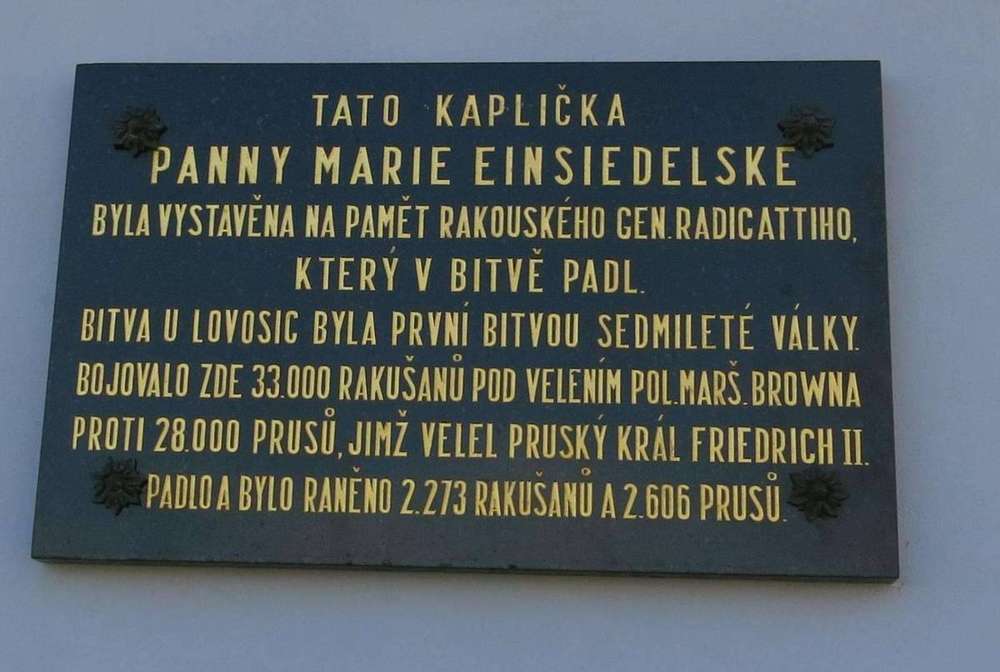 TATO KAPLIČKA
PANNY MARIE EINSIEDELSKE
BYLA VYSTAVĚNA NA PAMĚT RAKOUSKÉHO GEN. RADICATTIHO,
KTERÝ V BITVĚ PADL.
BITVA U LOVOSIC BYLA PRVNÍ BITVOU SEDMILETÉ VÁLKY.
BOJOVALO ZDE 33.000 RAKUŠANŮ POD VELENÍM POL. MARŠ. BROWNA
PROTI 28.000 PRUSŮ, JIMŽ VELEL PRUSKÝ KRÁL FRIEDRICH II.
PADLO A BYLO RANĚNO 2.273 RAKUŠANŮ A 2.606 PRUSŮ.